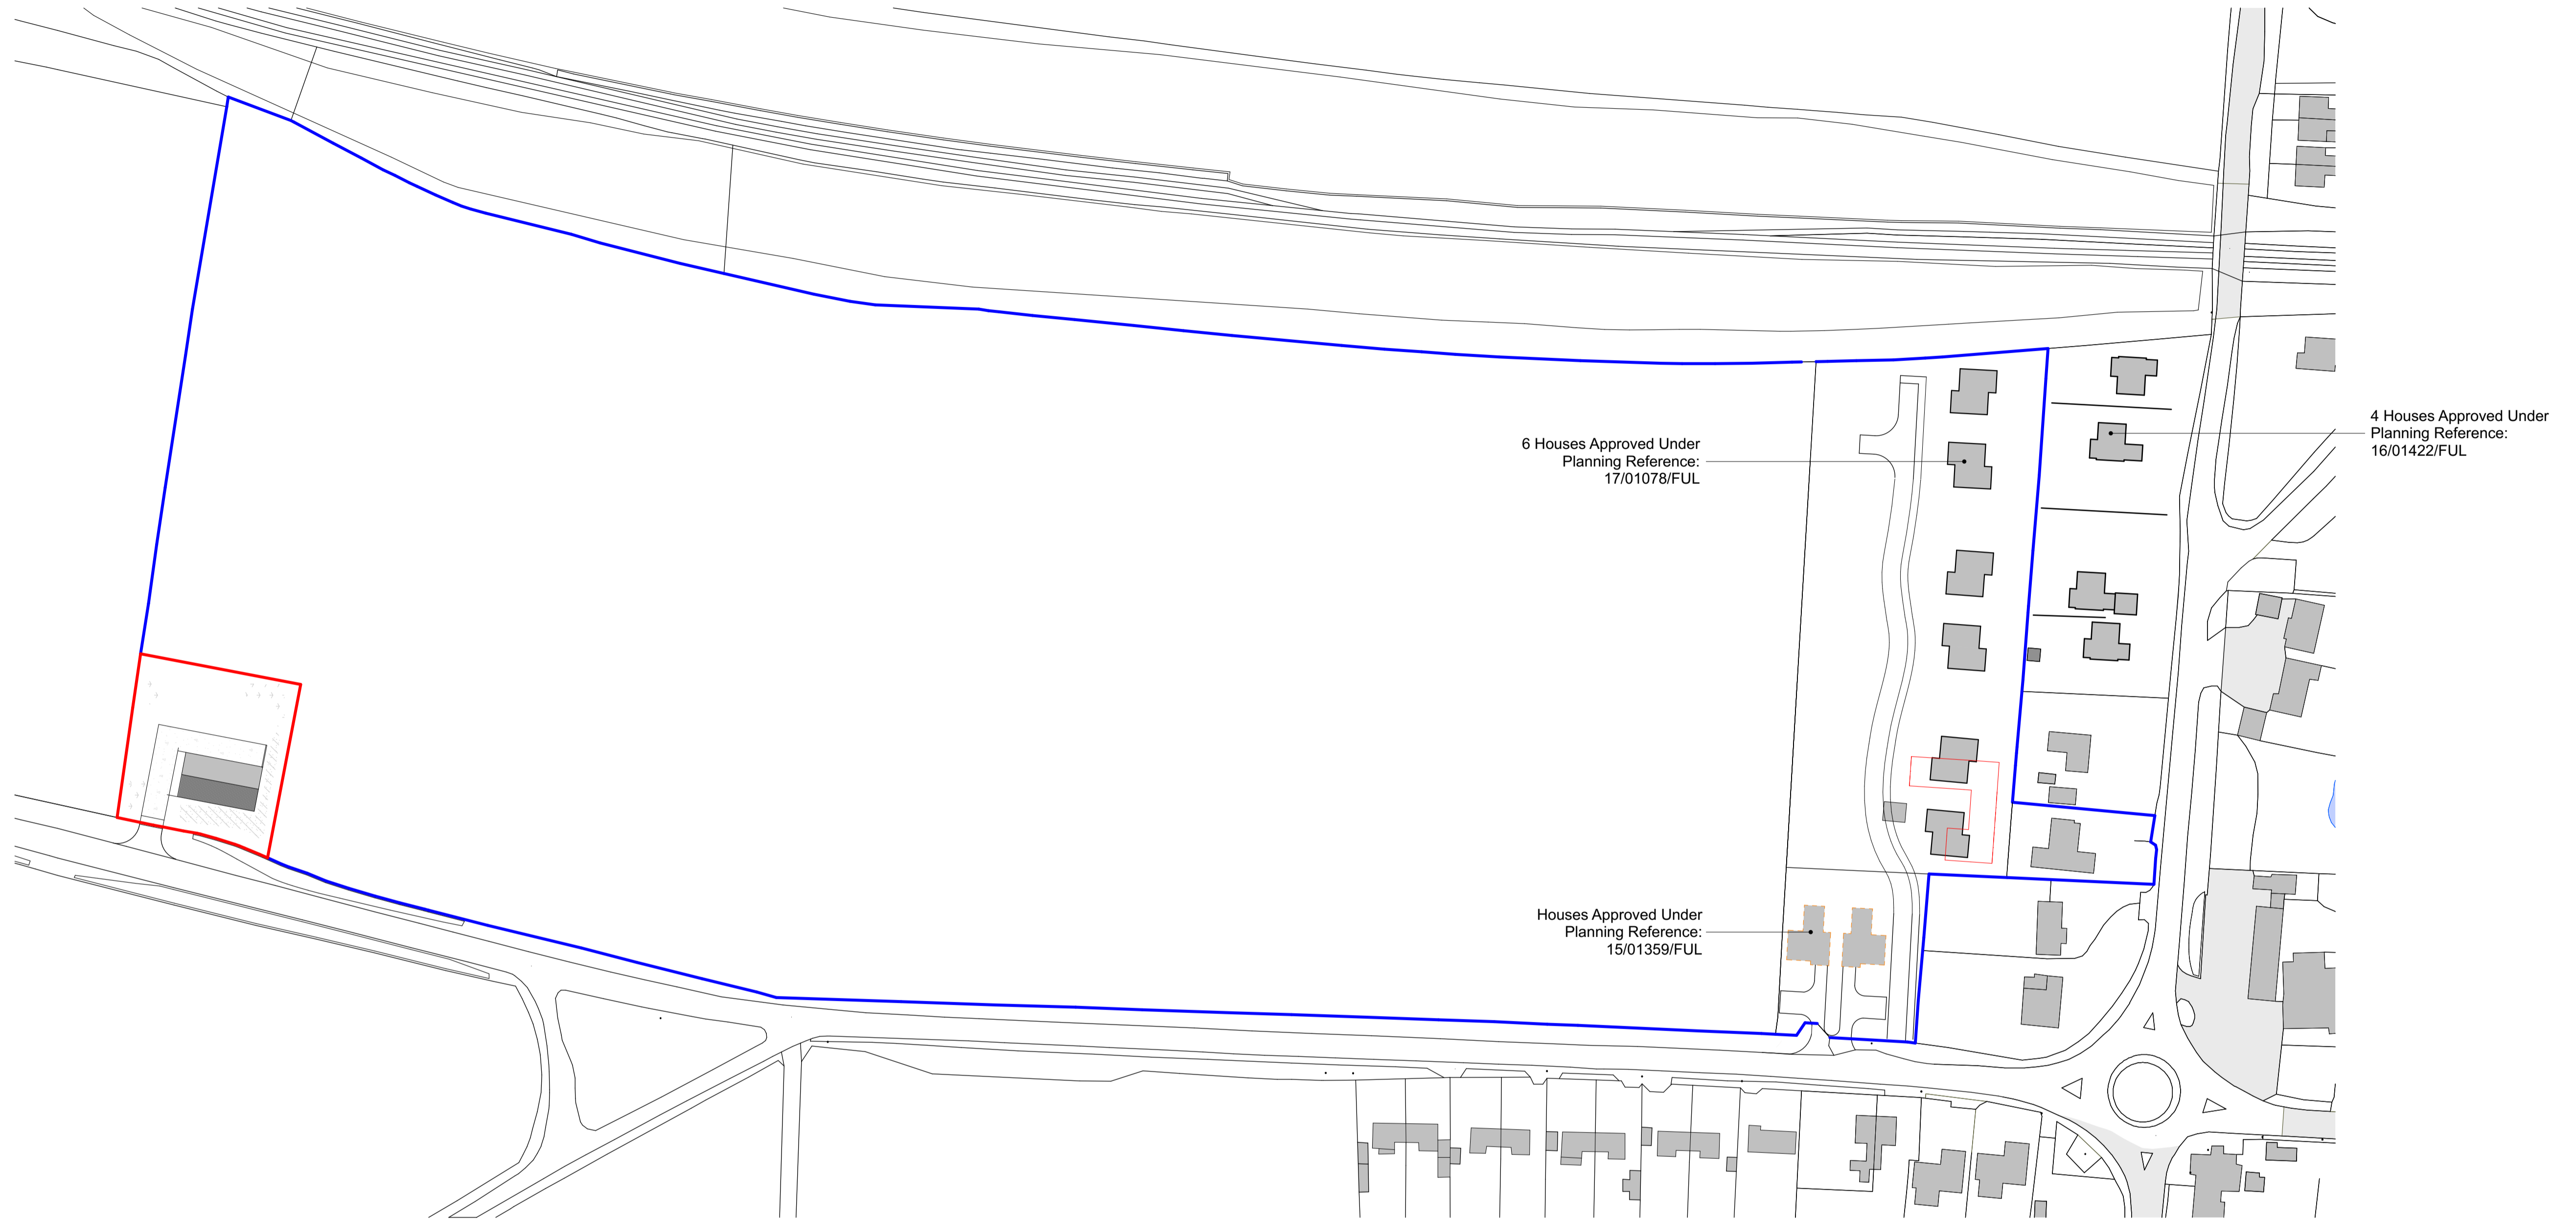 4 Houses Approved Under
Planning Reference:
16/01422/FUL
6 Houses Approved Under
Planning Reference:
17/01078/FUL
Houses Approved Under
Planning Reference:
15/01359/FUL